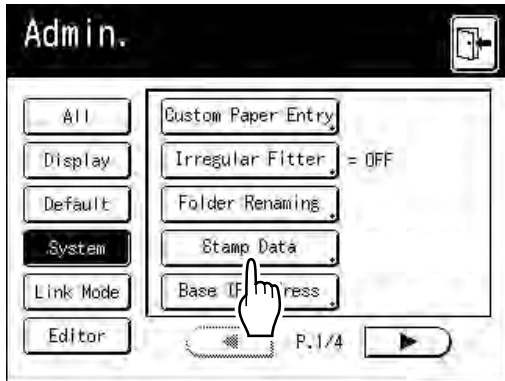 Admin.
All
Display
Default
System
Link Mode
Editor
Custom Paper Entry
Irregular Fitter = OFF
Folder Renaming
Stamp Data
Base
P.1/4